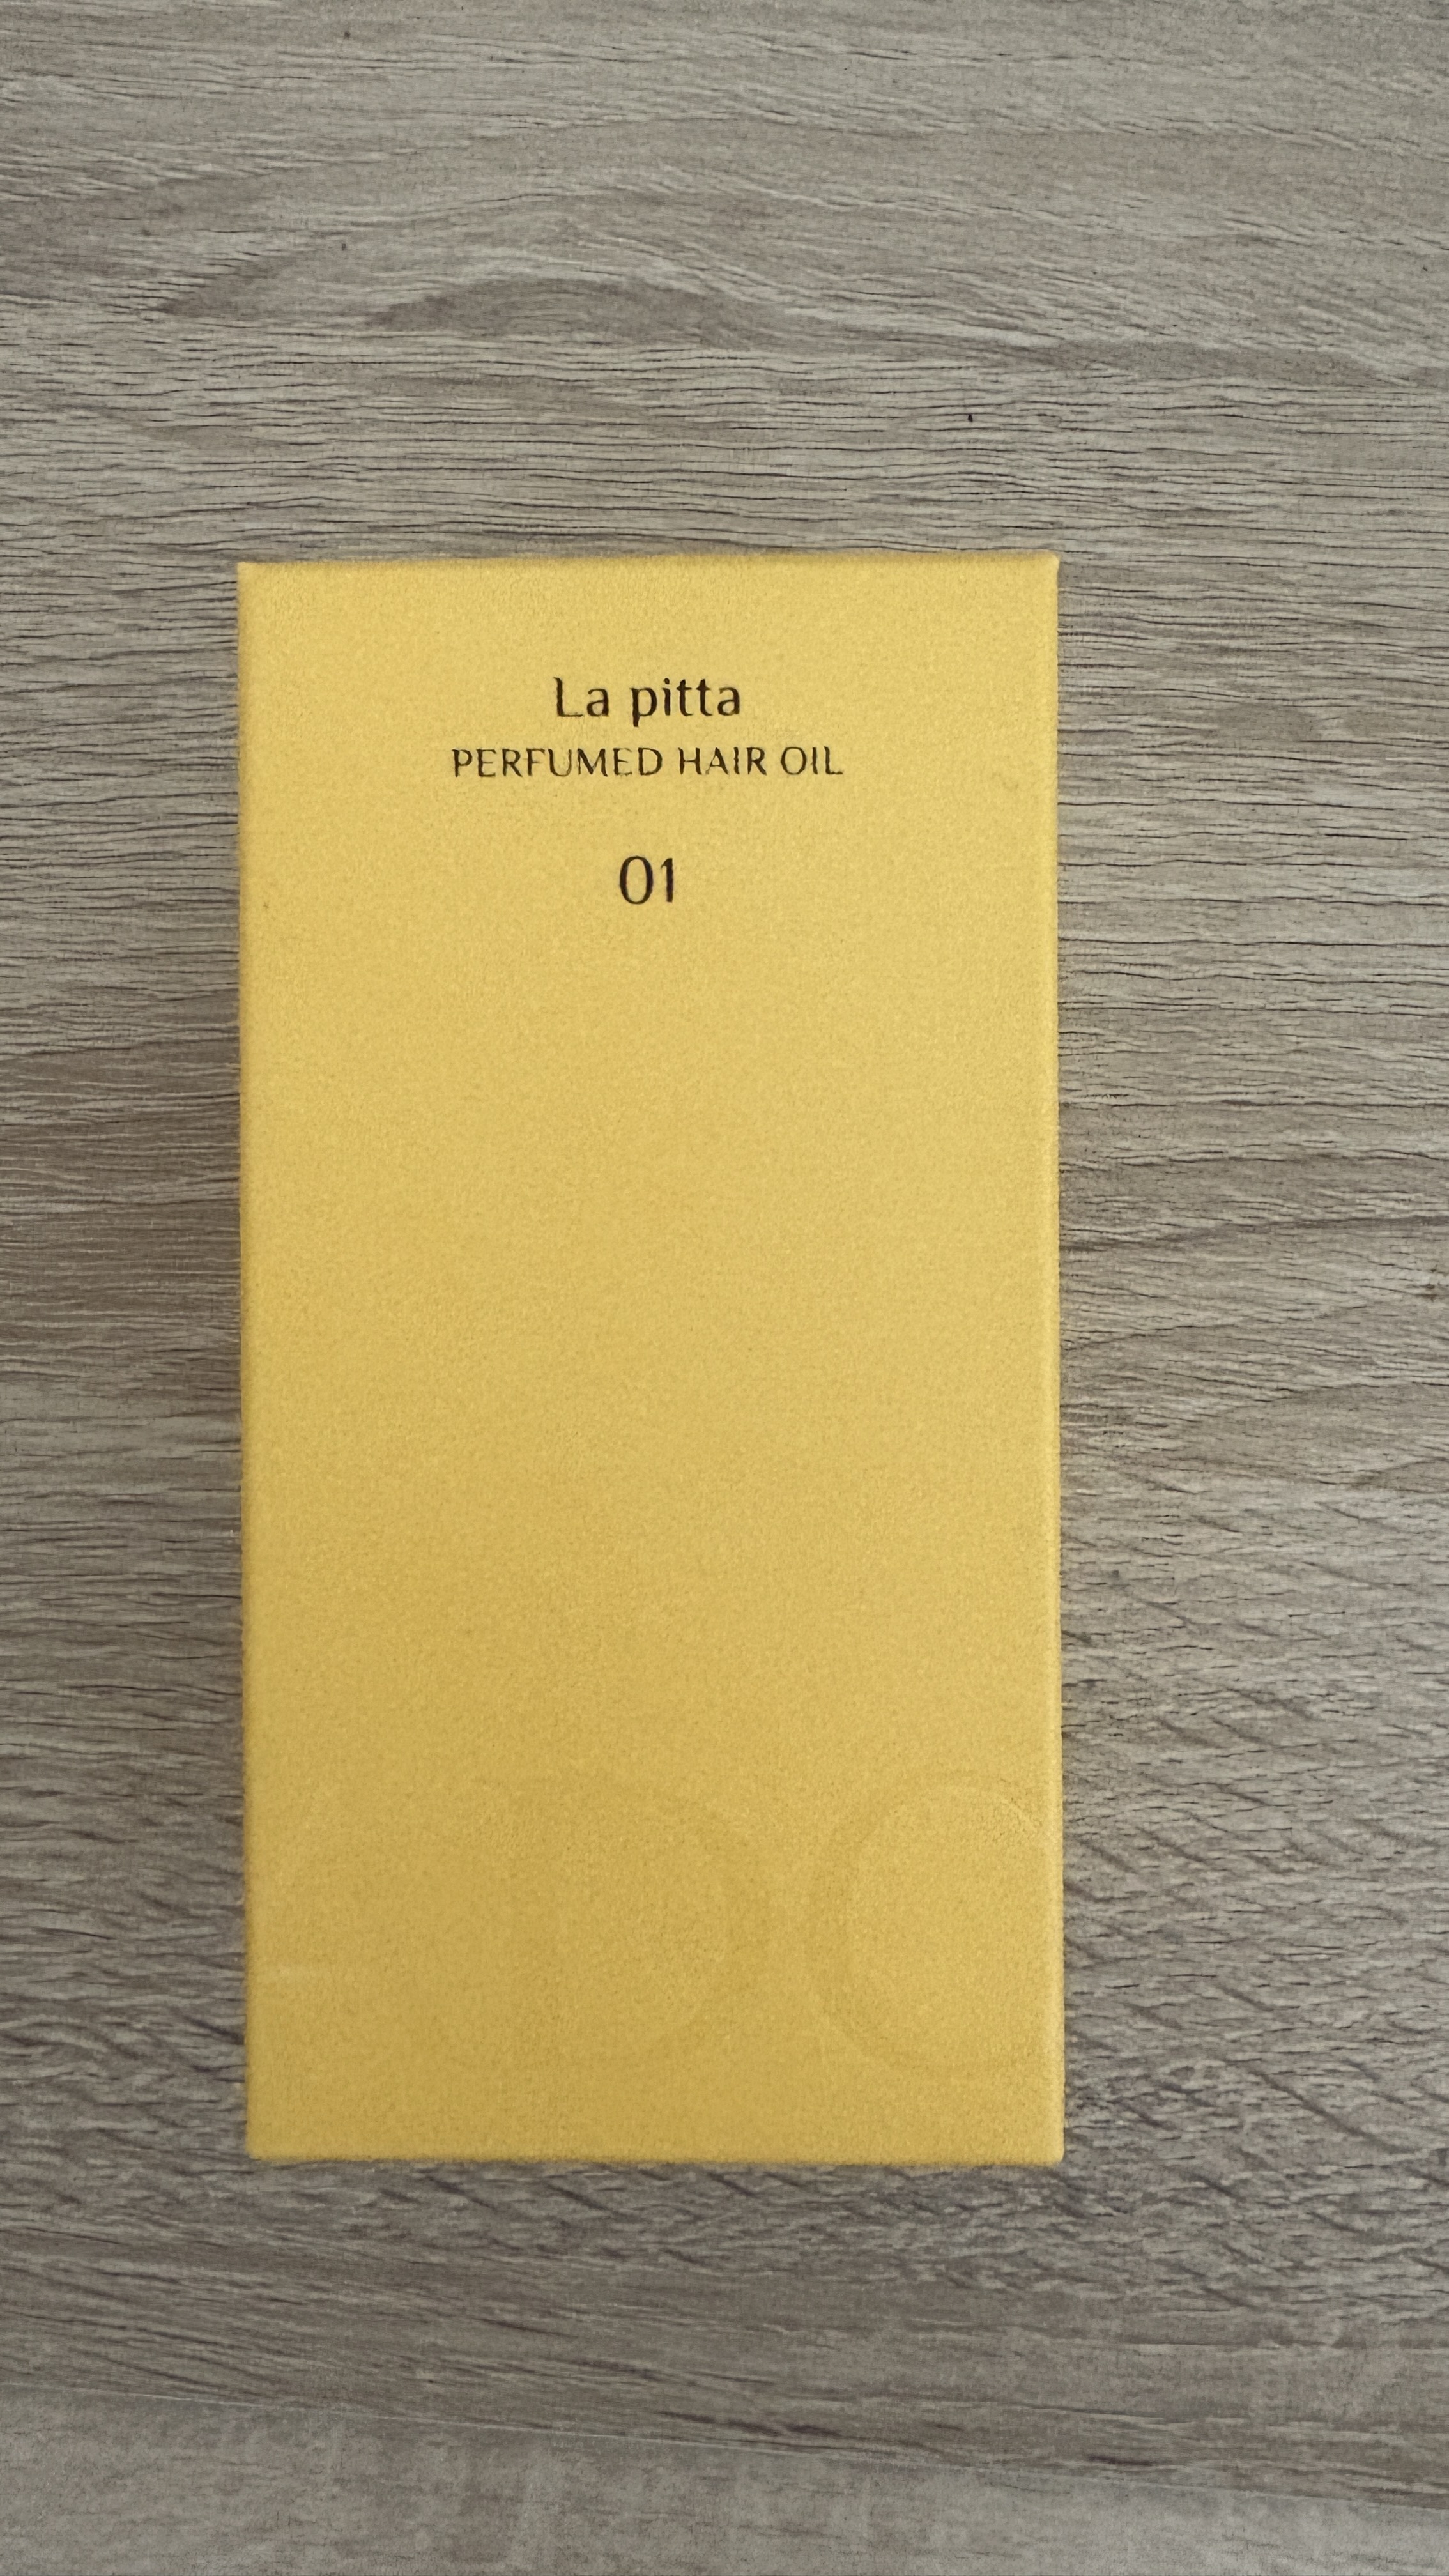 La pitta
PERFUMED HAIR OIL
01